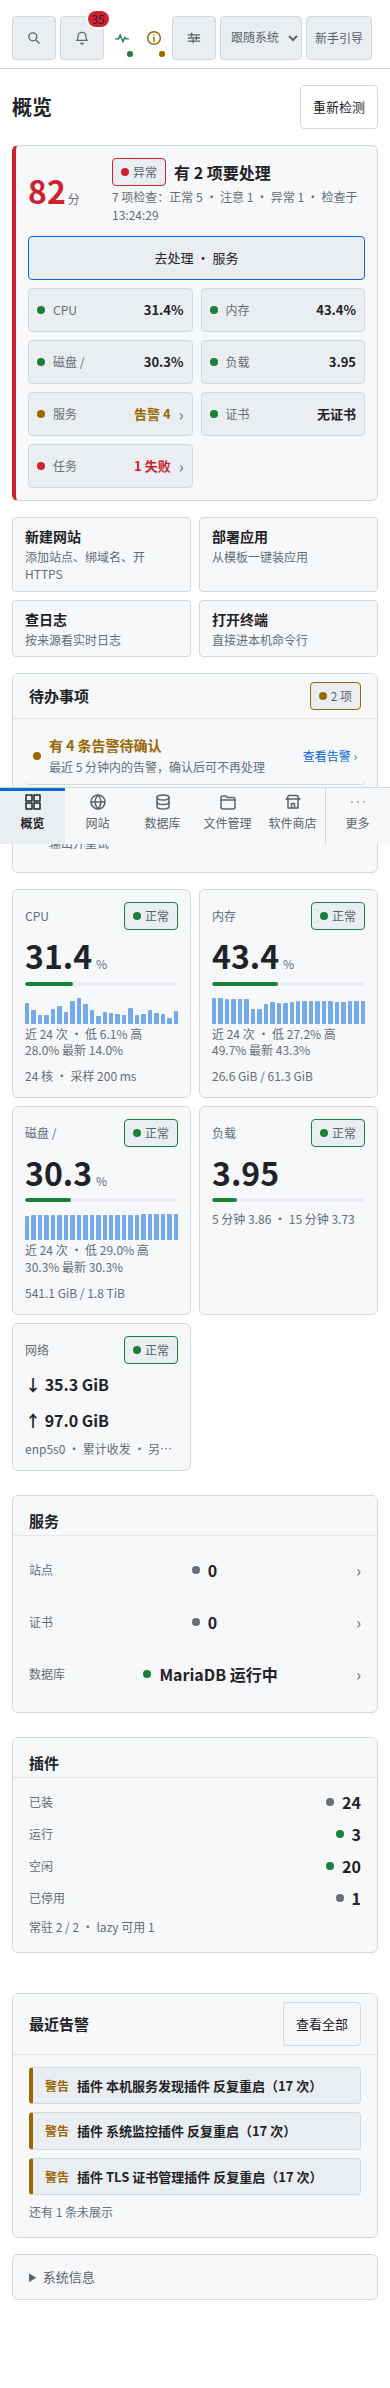 35
跟随系统
新手引导
概览
重新检测
82 分
异常
有 2 项要处理
7 项检查：正常 5 · 注意 1 · 异常 1 · 检查于
13:24:29
去处理 · 服务
CPU 31.4%
内存 43.4%
磁盘 / 30.3%
负载 3.95
服务 告警 4 ›
证书 无证书
任务 1 失败 ›
新建网站
添加站点、绑域名、开
HTTPS
部署应用
从模板一键装应用
查日志
按来源看实时日志
打开终端
直接进本机命令行
待办事项
2 项
有 4 条告警待确认
最近 5 分钟内的告警，确认后可不再处理
查看告警 ›
概览
网站
数据库
文件管理
软件商店
更多
CPU
正常
31.4 %
近 24 次 · 低 6.1% 高
28.0% 最新 14.0%
24 核 · 采样 200 ms
内存
正常
43.4 %
近 24 次 · 低 27.2% 高
49.7% 最新 43.3%
26.6 GiB / 61.3 GiB
磁盘 /
正常
30.3 %
近 24 次 · 低 29.0% 高
30.3% 最新 30.3%
541.1 GiB / 1.8 TiB
负载
正常
3.95
5 分钟 3.86 · 15 分钟 3.73
网络
正常
↓ 35.3 GiB
↑ 97.0 GiB
enp5s0 · 累计收发 · 另…
服务
站点 0 ›
证书 0 ›
数据库 MariaDB 运行中 ›
插件
已装 24
运行 3
空闲 20
已停用 1
常驻 2 / 2 · lazy 可用 1
最近告警
查看全部
警告 插件 本机服务发现插件 反复重启（17 次）
警告 插件 系统监控插件 反复重启（17 次）
警告 插件 TLS 证书管理插件 反复重启（17 次）
还有 1 条未展示
▶ 系统信息